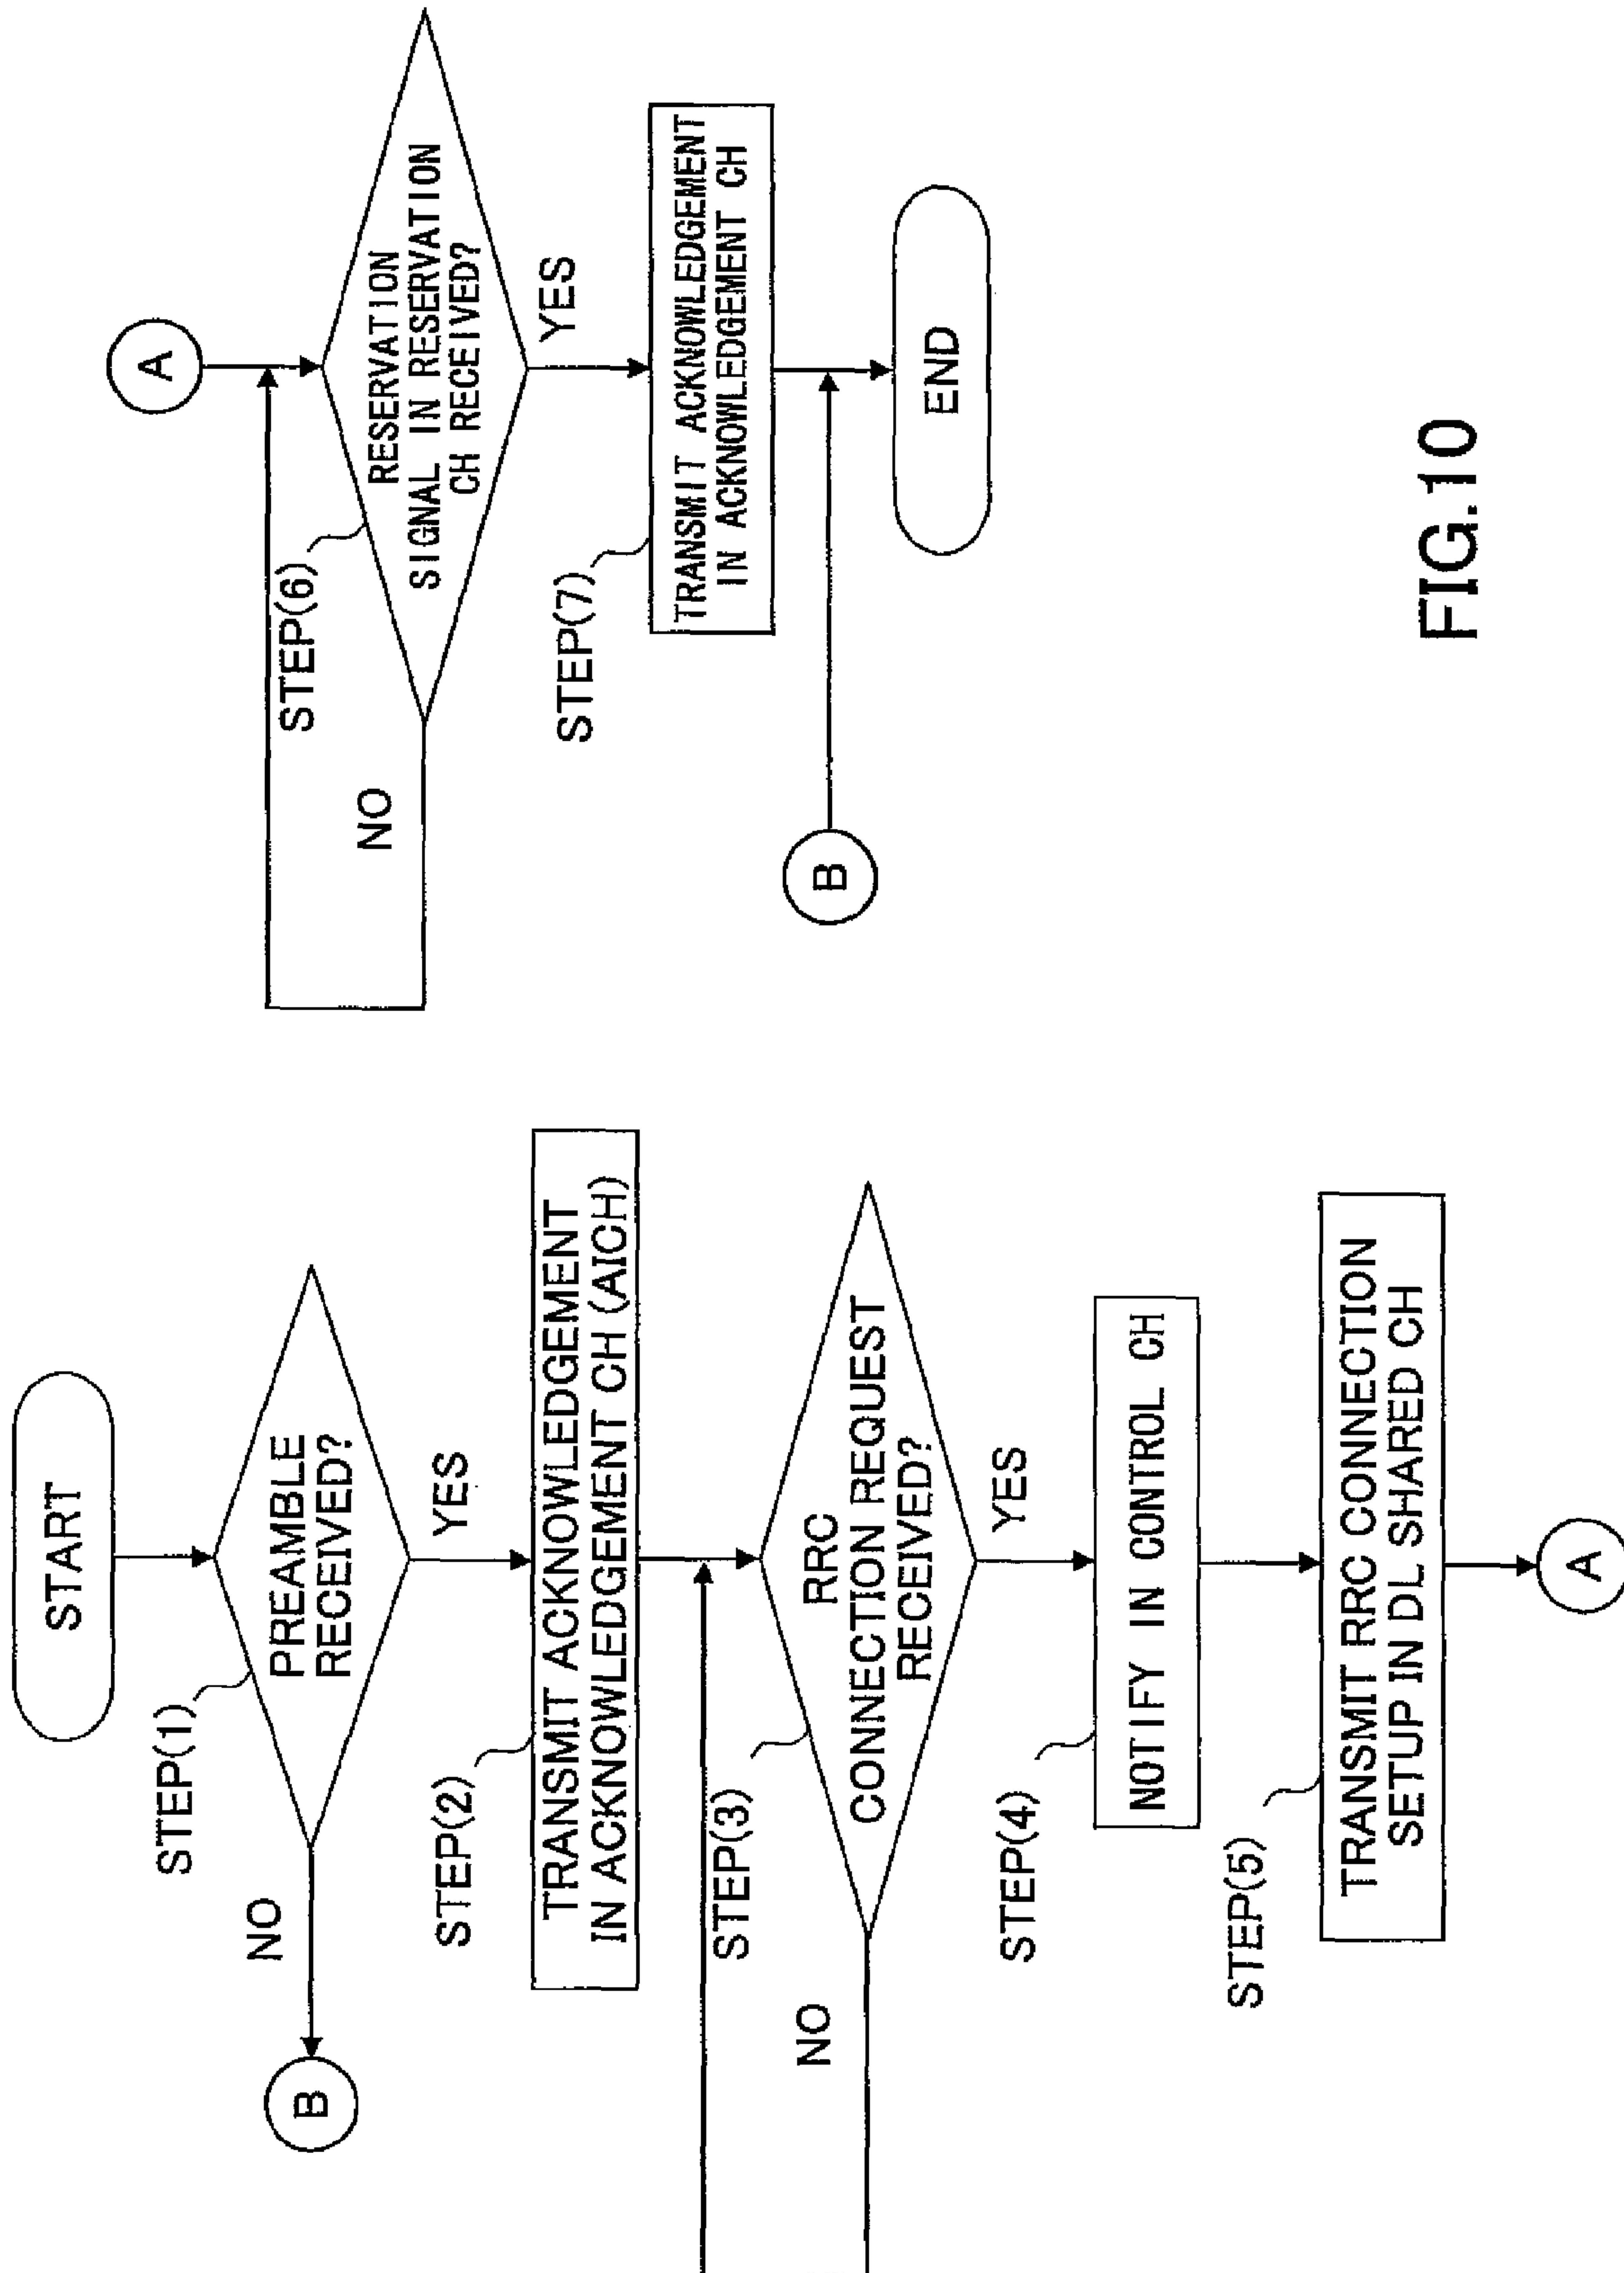 START
STEP(1)
PREAMBLE
RECEIVED?
NO
B
YES
STEP(2)
TRANSMIT ACKNOWLEDGEMENT
IN ACKNOWLEDGEMENT CH (AICH)
STEP(3)
RRC
CONNECTION REQUEST
RECEIVED?
NO
YES
STEP(4)
NOTIFY IN CONTROL CH
STEP(5)
TRANSMIT RRC CONNECTION
SETUP IN DL SHARED CH
A
A
STEP(6)
RESERVATION
SIGNAL IN RESERVATION
CH RECEIVED?
NO
YES
STEP(7)
TRANSMIT ACKNOWLEDGEMENT
IN ACKNOWLEDGEMENT CH
B
END
FIG.10